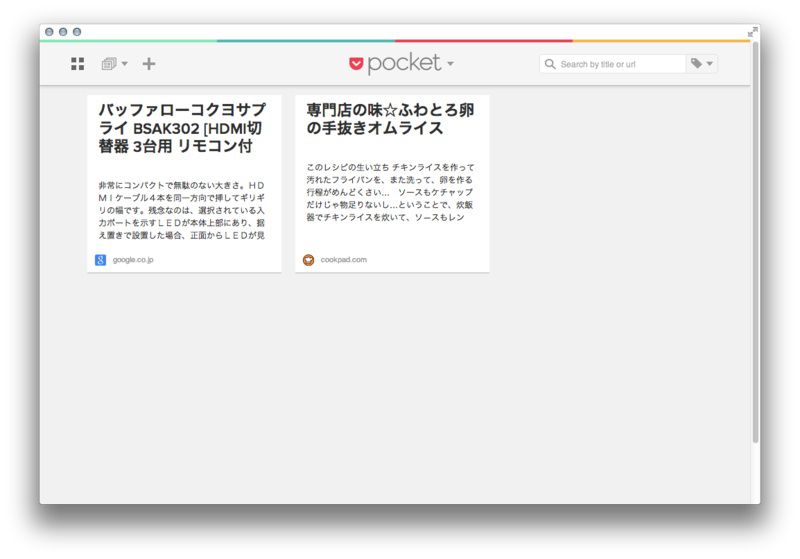 pocket
Search by title or url
バッファローコクヨサプ
ライ BSAK302 [HDMI切
替器 3台用 リモコン付
非常にコンパクトで無駄のない大きさ。ＨＤ
ＭＩケーブル４本を同一方向で挿してギリギ
リの幅です。残念なのは、選択されている入
力ポートを示すＬＥＤが本体上部にあり、据
え置きで設置した場合、正面からＬＥＤが見
google.co.jp
専門店の味☆ふわとろ卵
の手抜きオムライス
このレシピの生い立ち チキンライスを作って
汚れたフライパンを、また洗って、卵を作る
行程がめんどくさい…　ソースもケチャップ
だけじゃ物足りないし…ということで、炊飯
器でチキンライスを炊いて、ソースもレン
cookpad.com